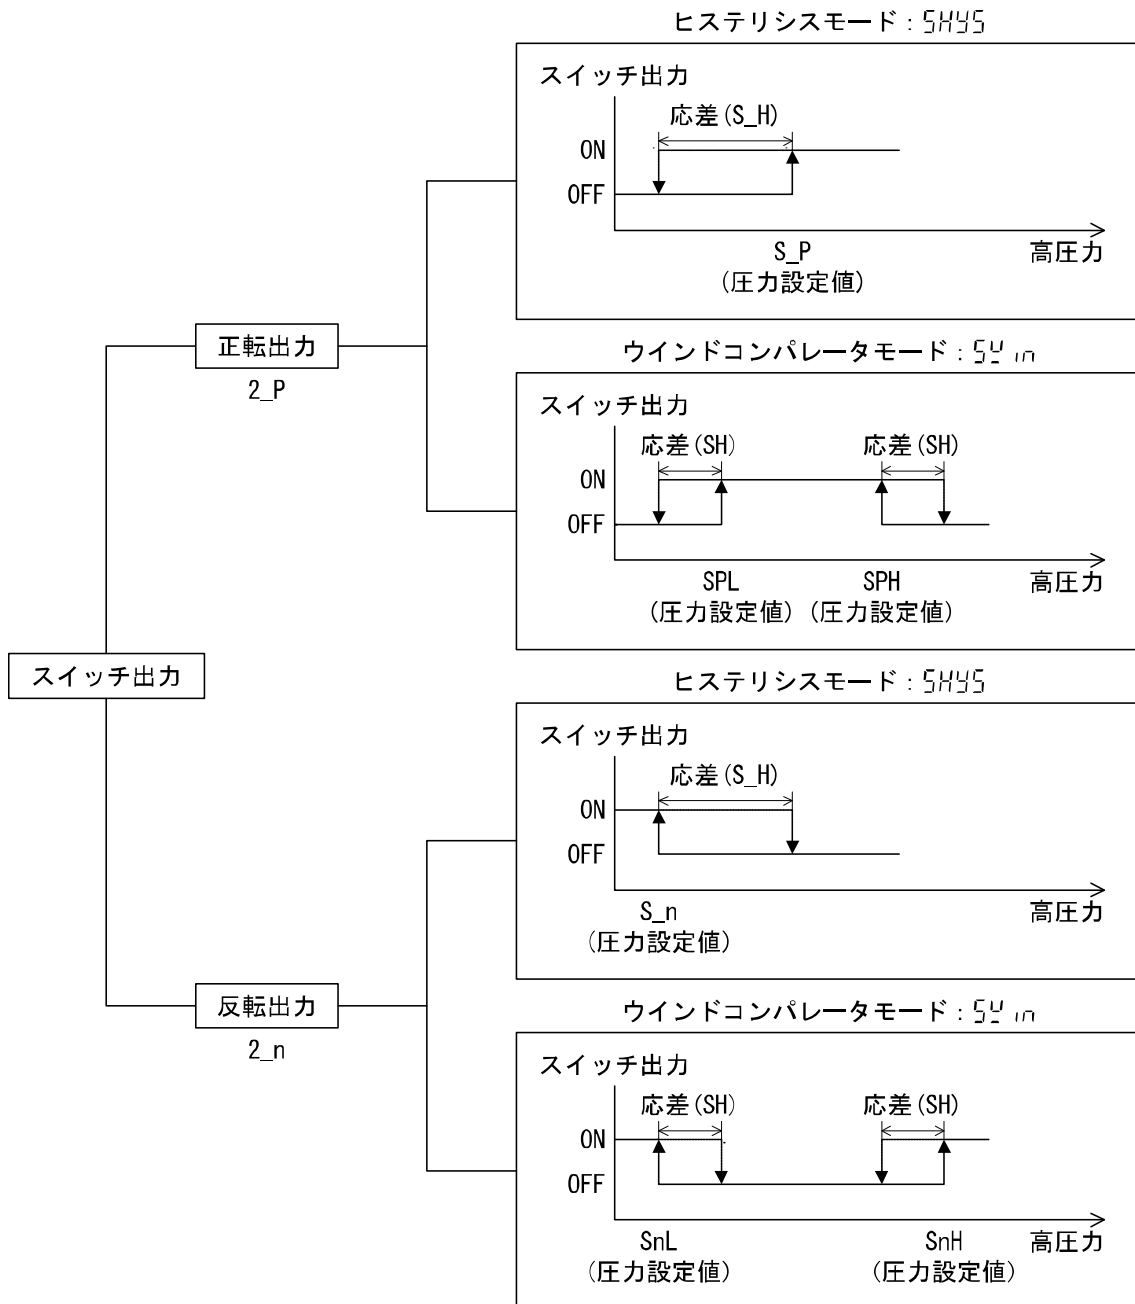 ヒステリシスモード:SHYS
スイッチ出力
応差(S_H)
ON
OFF
S_P
(圧力設定値)
高圧力
正転出力
2_P
ウインドコンパレータモード:SWin
スイッチ出力
応差(SH) 応差(SH)
ON
OFF
SPL SPH 高圧力
(圧力設定値) (圧力設定値)
スイッチ出力
ヒステリシスモード:SHYS
スイッチ出力
応差(S_H)
ON
OFF
S_n 高圧力
(圧力設定値)
反転出力
2_n
ウインドコンパレータモード:SWin
スイッチ出力
応差(SH) 応差(SH)
ON
OFF
SnL SnH 高圧力
(圧力設定値) (圧力設定値)